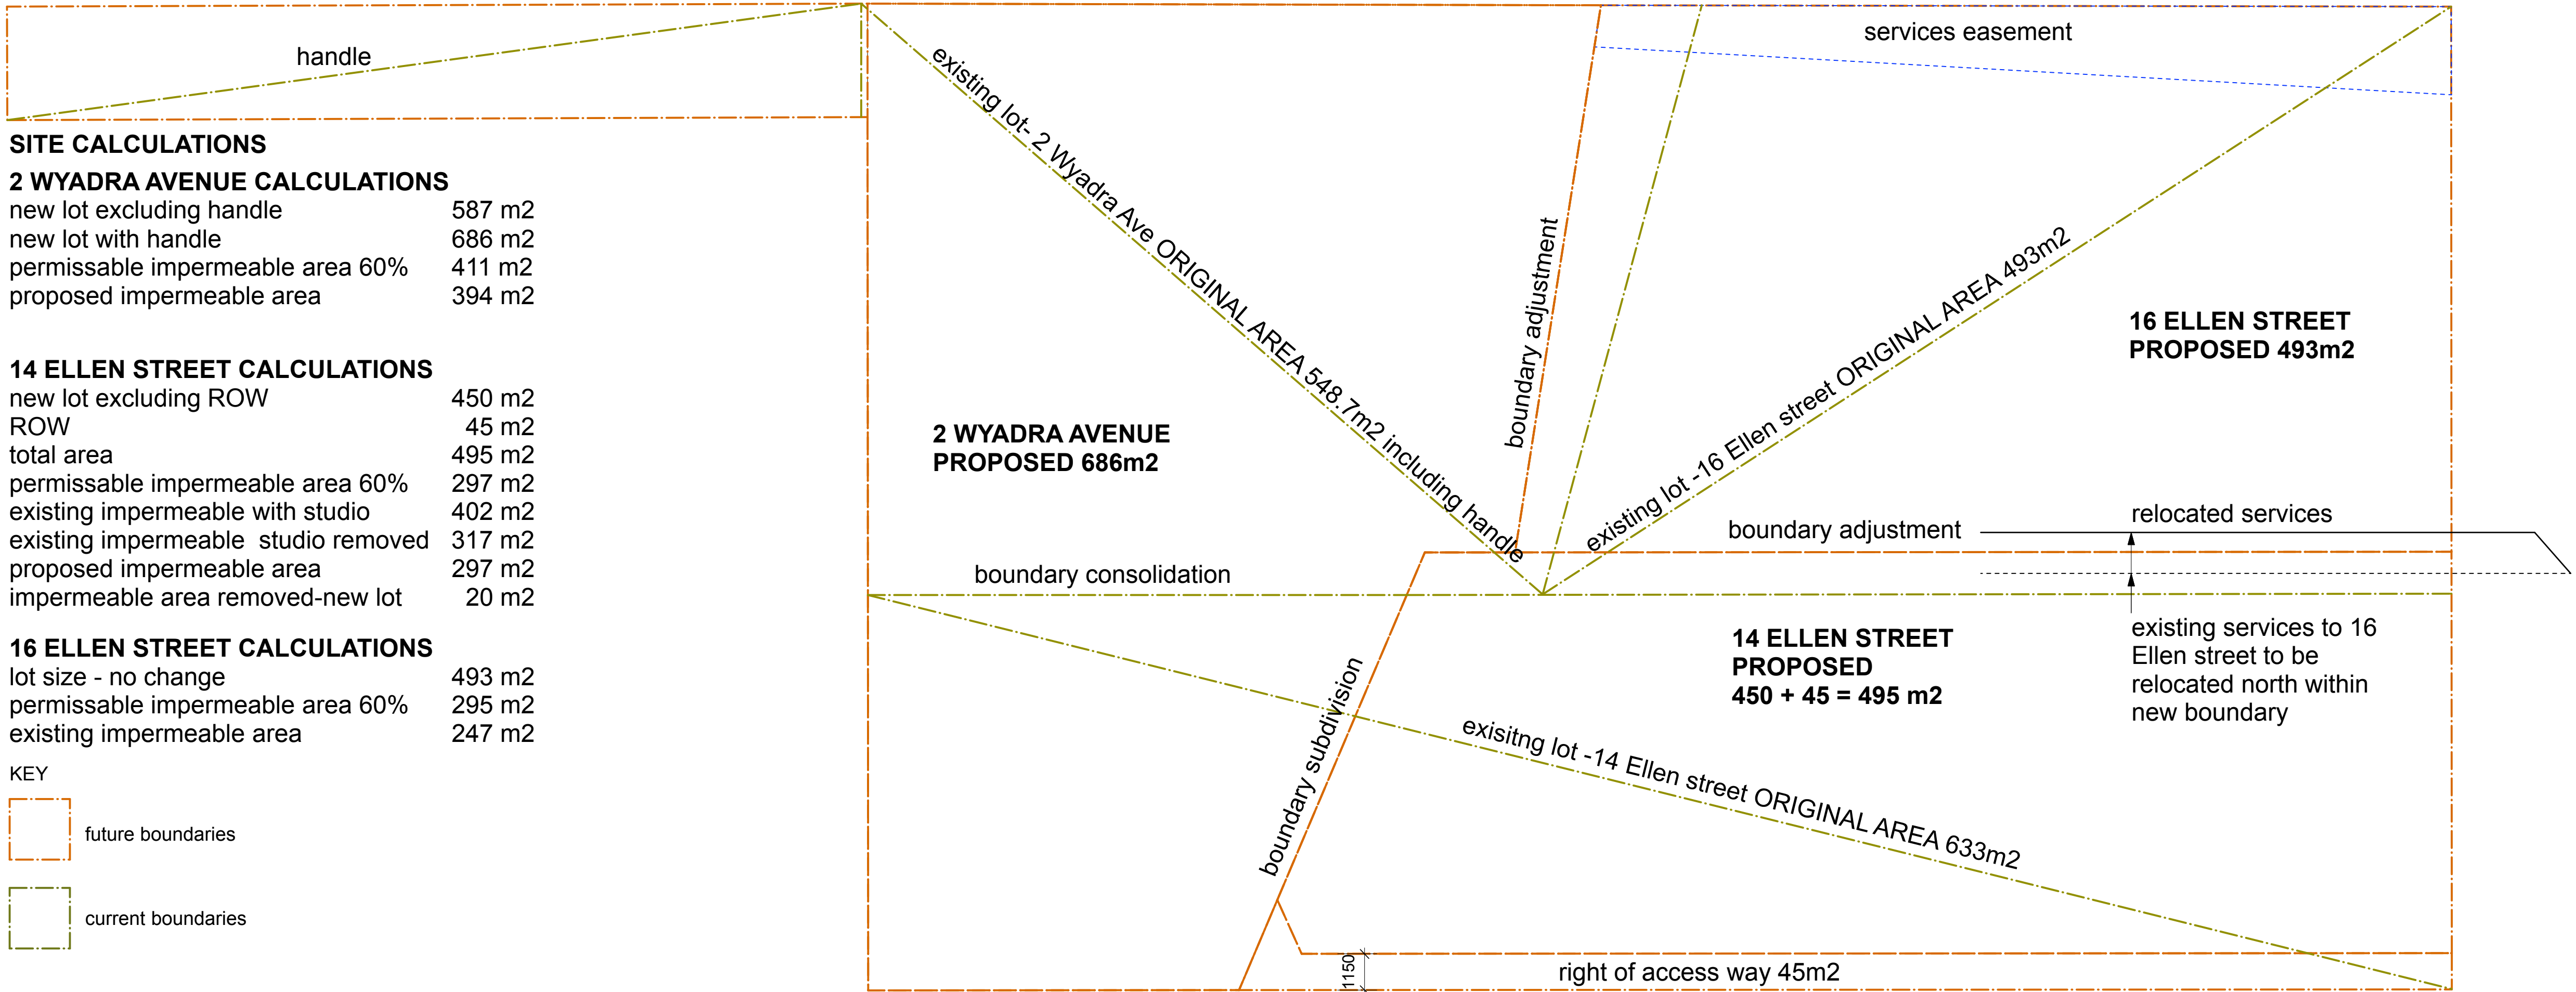 handle
SITE CALCULATIONS
2 WYADRA AVENUE CALCULATIONS
new lot excluding handle 587 m2
new lot with handle 686 m2
permissable impermeable area 60% 411 m2
proposed impermeable area 394 m2
14 ELLEN STREET CALCULATIONS
new lot excluding ROW 450 m2
ROW 45 m2
total area 495 m2
permissable impermeable area 60% 297 m2
existing impermeable with studio 402 m2
existing impermeable studio removed 317 m2
proposed impermeable area 297 m2
impermeable area removed-new lot 20 m2
16 ELLEN STREET CALCULATIONS
lot size - no change 493 m2
permissable impermeable area 60% 295 m2
existing impermeable area 247 m2
KEY
future boundaries
current boundaries
existing lot- 2 Wyadra Ave ORIGINAL AREA 548.7m2 including handle
2 WYADRA AVENUE
PROPOSED 686m2
boundary adjustment
services easement
existing lot -16 Ellen street ORIGINAL AREA 493m2
16 ELLEN STREET
PROPOSED 493m2
boundary adjustment
relocated services
boundary consolidation
existing services to 16
Ellen street to be
relocated north within
new boundary
14 ELLEN STREET
PROPOSED
450 + 45 = 495 m2
boundary subdivision
exisitng lot -14 Ellen street ORIGINAL AREA 633m2
1150
right of access way 45m2